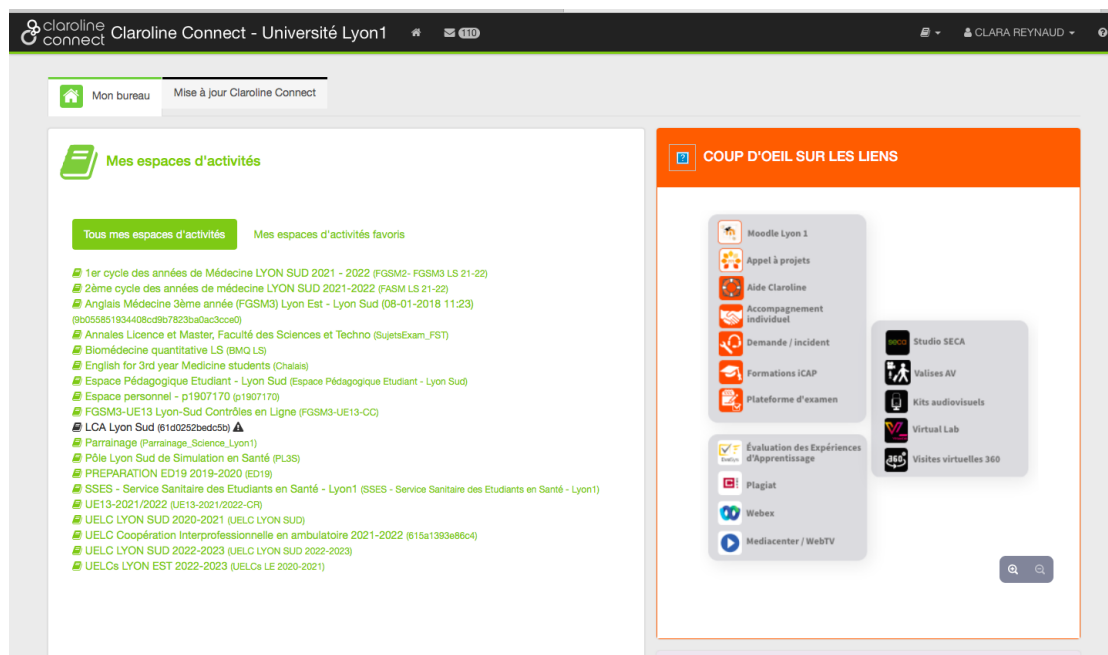 claroline
connect
Claroline Connect - Université Lyon1
110
CLARA REYNAUD
Mon bureau
Mise à jour Claroline Connect
Mes espaces d'activités
Tous mes espaces d'activités
Mes espaces d'activités favoris
1er cycle des années de Médecine LYON SUD 2021 - 2022 (FGSM2- FGSM3 LS 21-22)
2ème cycle des années de médecine LYON SUD 2021-2022 (FASM LS 21-22)
Anglais Médecine 3ème année (FGSM3) Lyon Est - Lyon Sud (08-01-2018 11:23)
(9b055851934408cd9b7823ba0ac3cce0)
Annales Licence et Master, Faculté des Sciences et Techno (SujetsExam_FST)
Biomédecine quantitative LS (BMQ LS)
English for 3rd year Medicine students (Chalais)
Espace Pédagogique Etudiant - Lyon Sud (Espace Pédagogique Etudiant - Lyon Sud)
Espace personnel - p1907170 (p1907170)
FGSM3-UE13 Lyon-Sud Contrôles en Ligne (FGSM3-UE13-CC)
LCA Lyon Sud (61d0252bedc5b)
Parrainage (Parrainage_Science_Lyon1)
Pôle Lyon Sud de Simulation en Santé (PL3S)
PREPARATION ED19 2019-2020 (ED19)
SSES - Service Sanitaire des Etudiants en Santé - Lyon1 (SSES - Service Sanitaire des Etudiants en Santé - Lyon1)
UE13-2021/2022 (UE13-2021/2022-CR)
UELC LYON SUD 2020-2021 (UELC LYON SUD)
UELC Coopération Interprofessionnelle en ambulatoire 2021-2022 (615a1393e86c4)
UELC LYON SUD 2022-2023 (UELC LYON SUD 2022-2023)
UELCs LYON EST 2022-2023 (UELCs LE 2020-2021)
COUP D'OEIL SUR LES LIENS
Moodle Lyon 1
Appel à projets
Aide Claroline
Accompagnement
individuel
Demande / incident
Formations iCAP
Plateforme d'examen
Évaluation des Expériences
d'Apprentissage
Plagiat
Webex
Mediacenter / WebTV
seca
Studio SECA
Valises AV
Kits audiovisuels
Virtual Lab
360°
Visites virtuelles 360